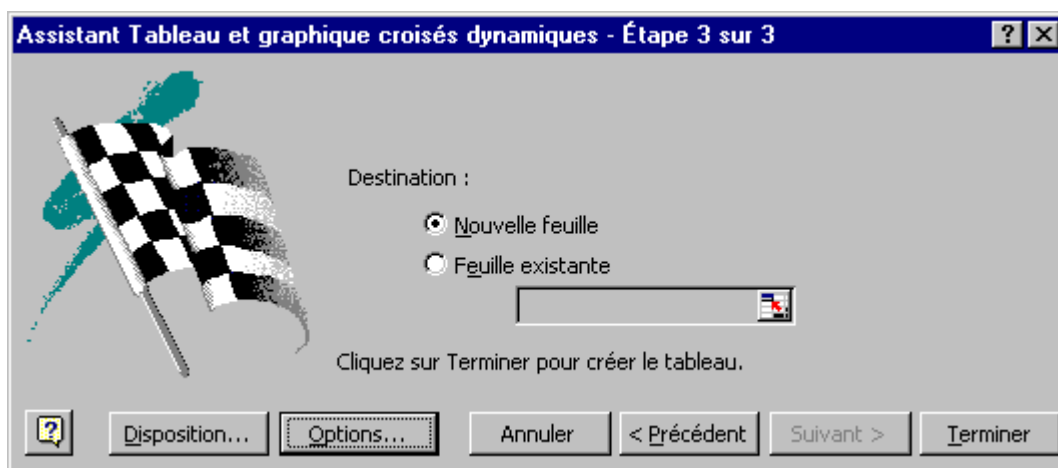 Assistant Tableau et graphique croisés dynamiques - Étape 3 sur 3
Destination :
Nouvelle feuille
Feuille existante
Cliquez sur Terminer pour créer le tableau.
Disposition... Options... Annuler < Précédent Suivant > Terminer